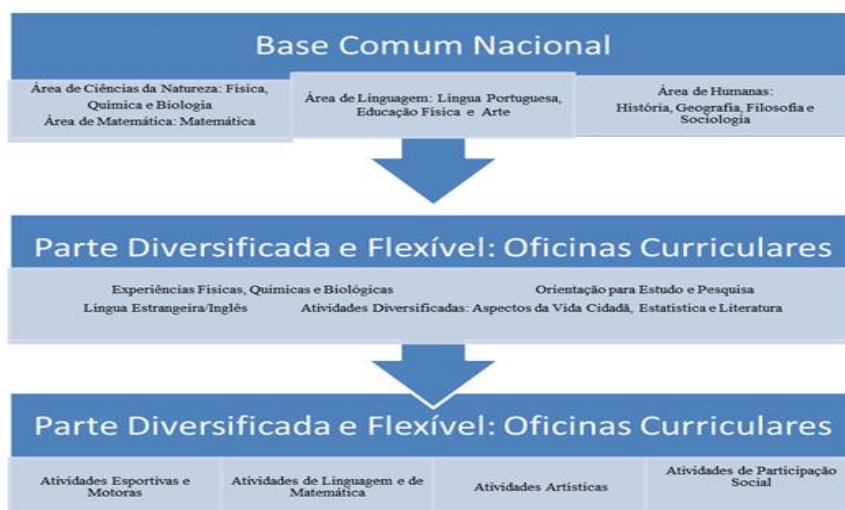 Base Comum Nacional
Área de Ciências da Natureza: Física,
Química e Biologia
Área de Matemática: Matemática
Área de Linguagem: Língua Portuguesa,
Educação Física e Arte
Área de Humanas:
História, Geografia, Filosofia e
Sociologia
Parte Diversificada e Flexível: Oficinas Curriculares
Experiências Físicas, Químicas e Biológicas
Orientação para Estudo e Pesquisa
Língua Estrangeira/Inglês
Atividades Diversificadas: Aspectos da Vida Cidadã, Estatistica e Literatura
Parte Diversificada e Flexível: Oficinas Curriculares
Atividades Esportivas e
Motoras
Atividades de Linguagem e de
Matemática
Atividades Artísticas
Atividades de Participação
Social